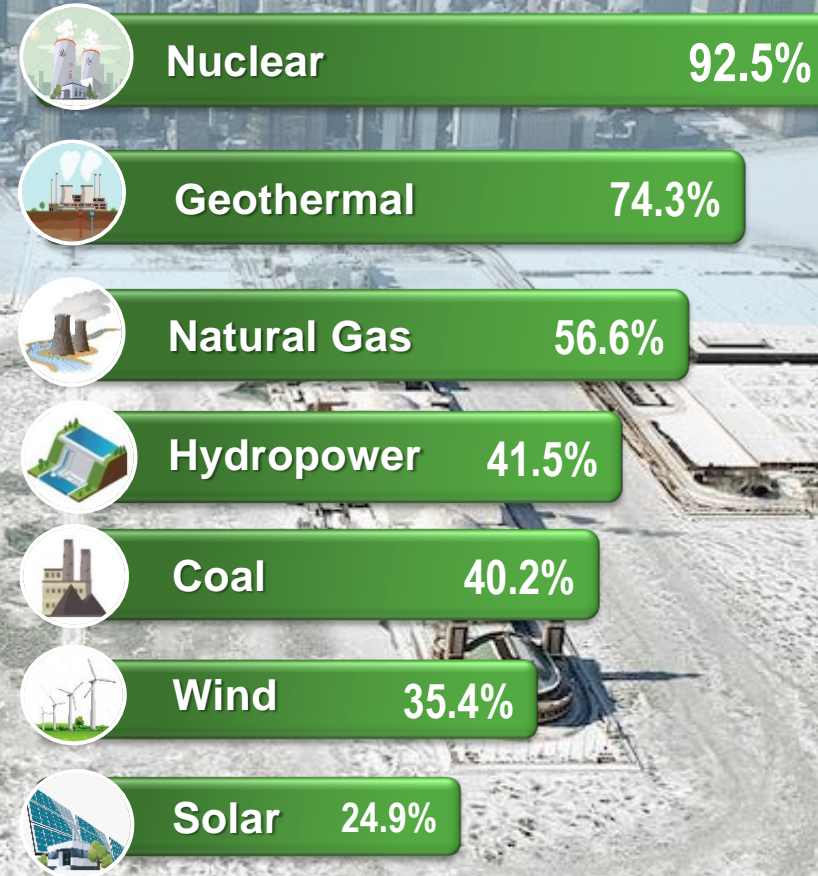 Nuclear 92.5%
Geothermal 74.3%
Natural Gas 56.6%
Hydropower 41.5%
Coal 40.2%
Wind 35.4%
Solar 24.9%